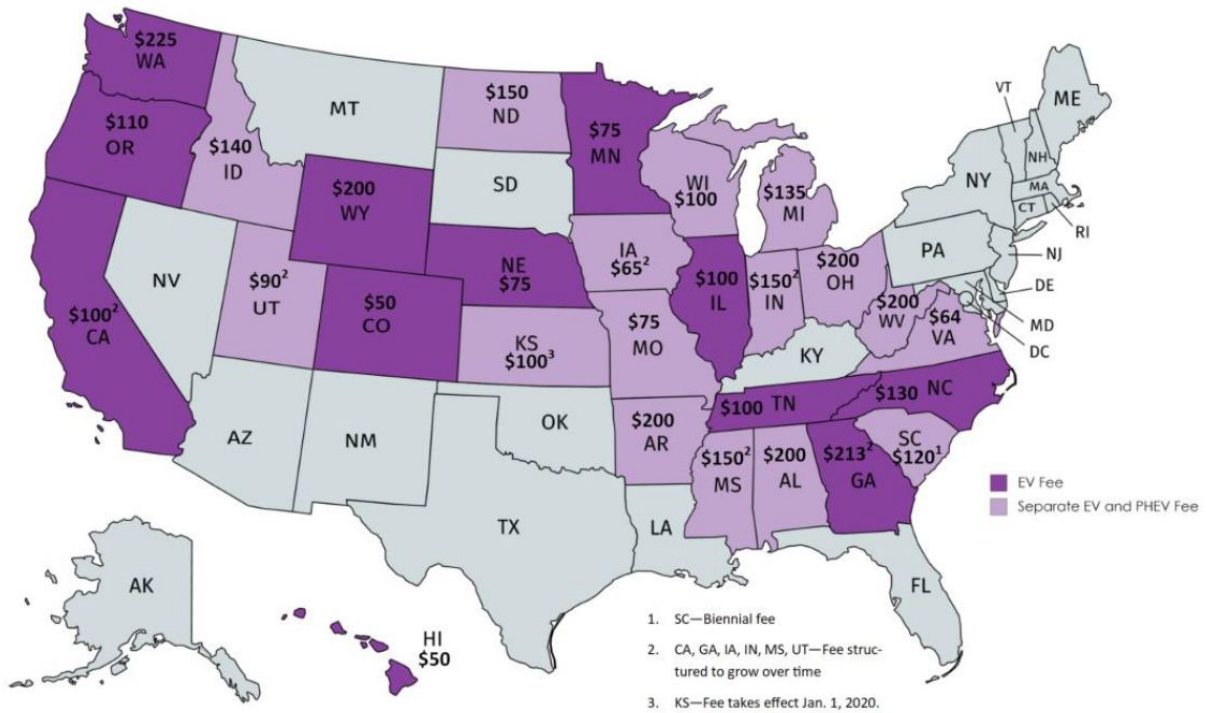 $225
WA
$110
OR
$140
ID
MT
$150
ND
$75
MN
SD
$200
WY
WI
$100
$135
MI
VT
ME
NH
NY
MA
CT
RI
PA
NJ
DE
MD
DC
NV
$100²
CA
$90²
UT
$50
CO
NE
$75
IA
$65²
$100
IL
$150²
IN
$200
OH
$200
WV
$64
VA
KS
$100³
$75
MO
KY
$100 TN
$130 NC
AZ
NM
OK
$200
AR
$150²
MS
$200
AL
$213²
GA
SC
$120¹
TX
LA
FL
AK
HI
$50
EV Fee
Separate EV and PHEV Fee
1. SC—Biennial fee
2. CA, GA, IA, IN, MS, UT—Fee struc-
tured to grow over time
3. KS—Fee takes effect Jan. 1, 2020.